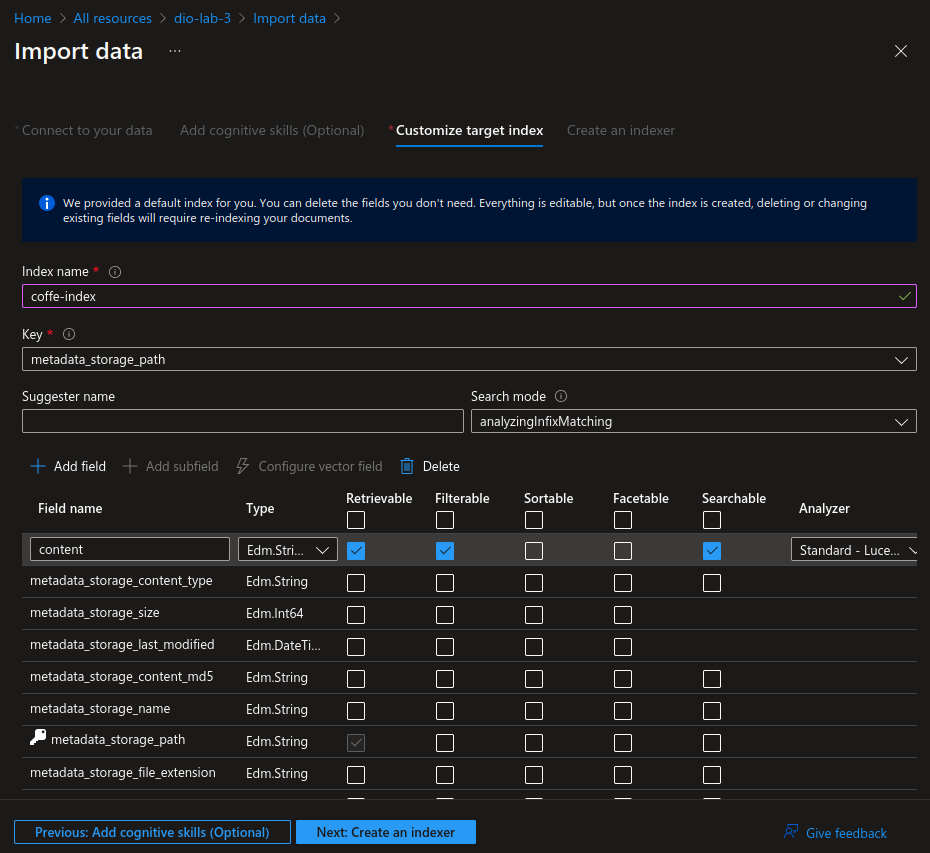 Home > All resources > dio-lab-3 > Import data >
Import data ...
* Connect to your data Add cognitive skills (Optional) * Customize target index Create an indexer
We provided a default index for you. You can delete the fields you don't need. Everything is editable, but once the index is created, deleting or changing
existing fields will require re-indexing your documents.
Index name *
coffe-index
Key *
metadata_storage_path
Suggester name Search mode
analyzingInfixMatching
Add field Add subfield Configure vector field Delete
Field name Type Retrievable Filterable Sortable Facetable Searchable Analyzer
content Edm.Stri... Standard - Luce...
metadata_storage_content_type Edm.String
metadata_storage_size Edm.Int64
metadata_storage_last_modified Edm.DateTi...
metadata_storage_content_md5 Edm.String
metadata_storage_name Edm.String
metadata_storage_path Edm.String
metadata_storage_file_extension Edm.String
Previous: Add cognitive skills (Optional) Next: Create an indexer Give feedback